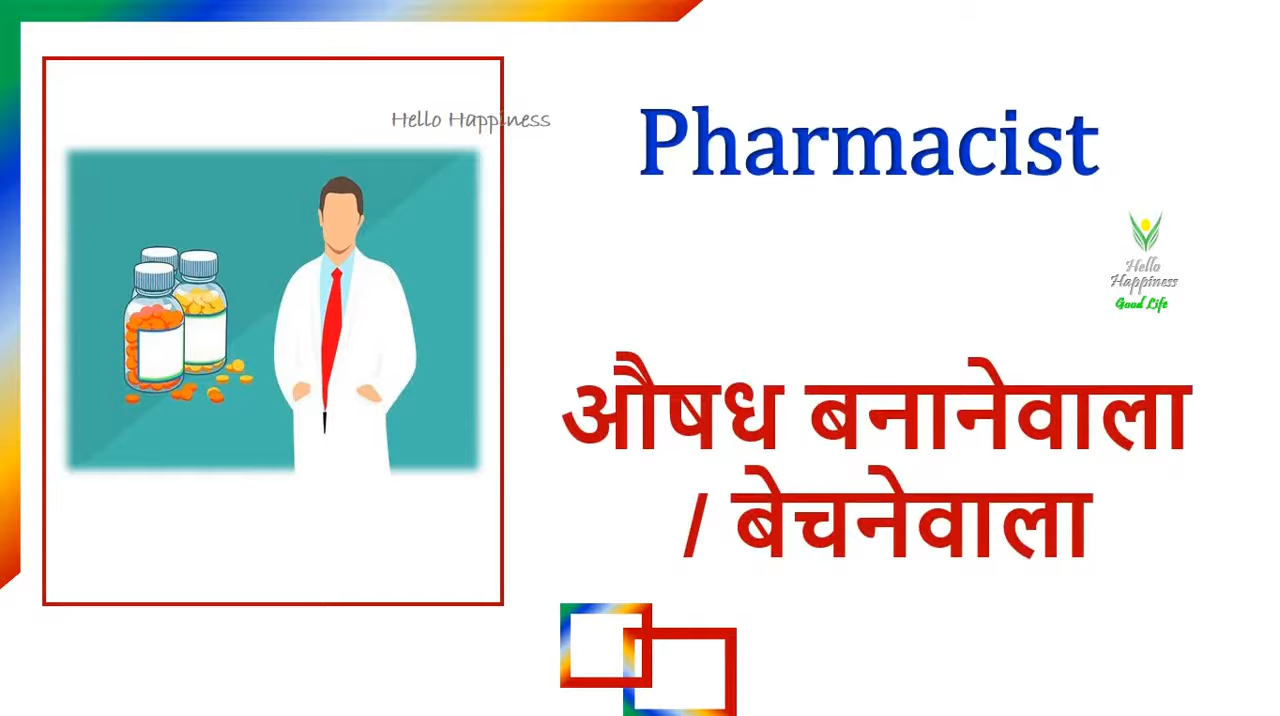 Hello Happiness
Pharmacist
Hello
Happiness
Good Life
औषध बनानेवाला
/ बेचनेवाला